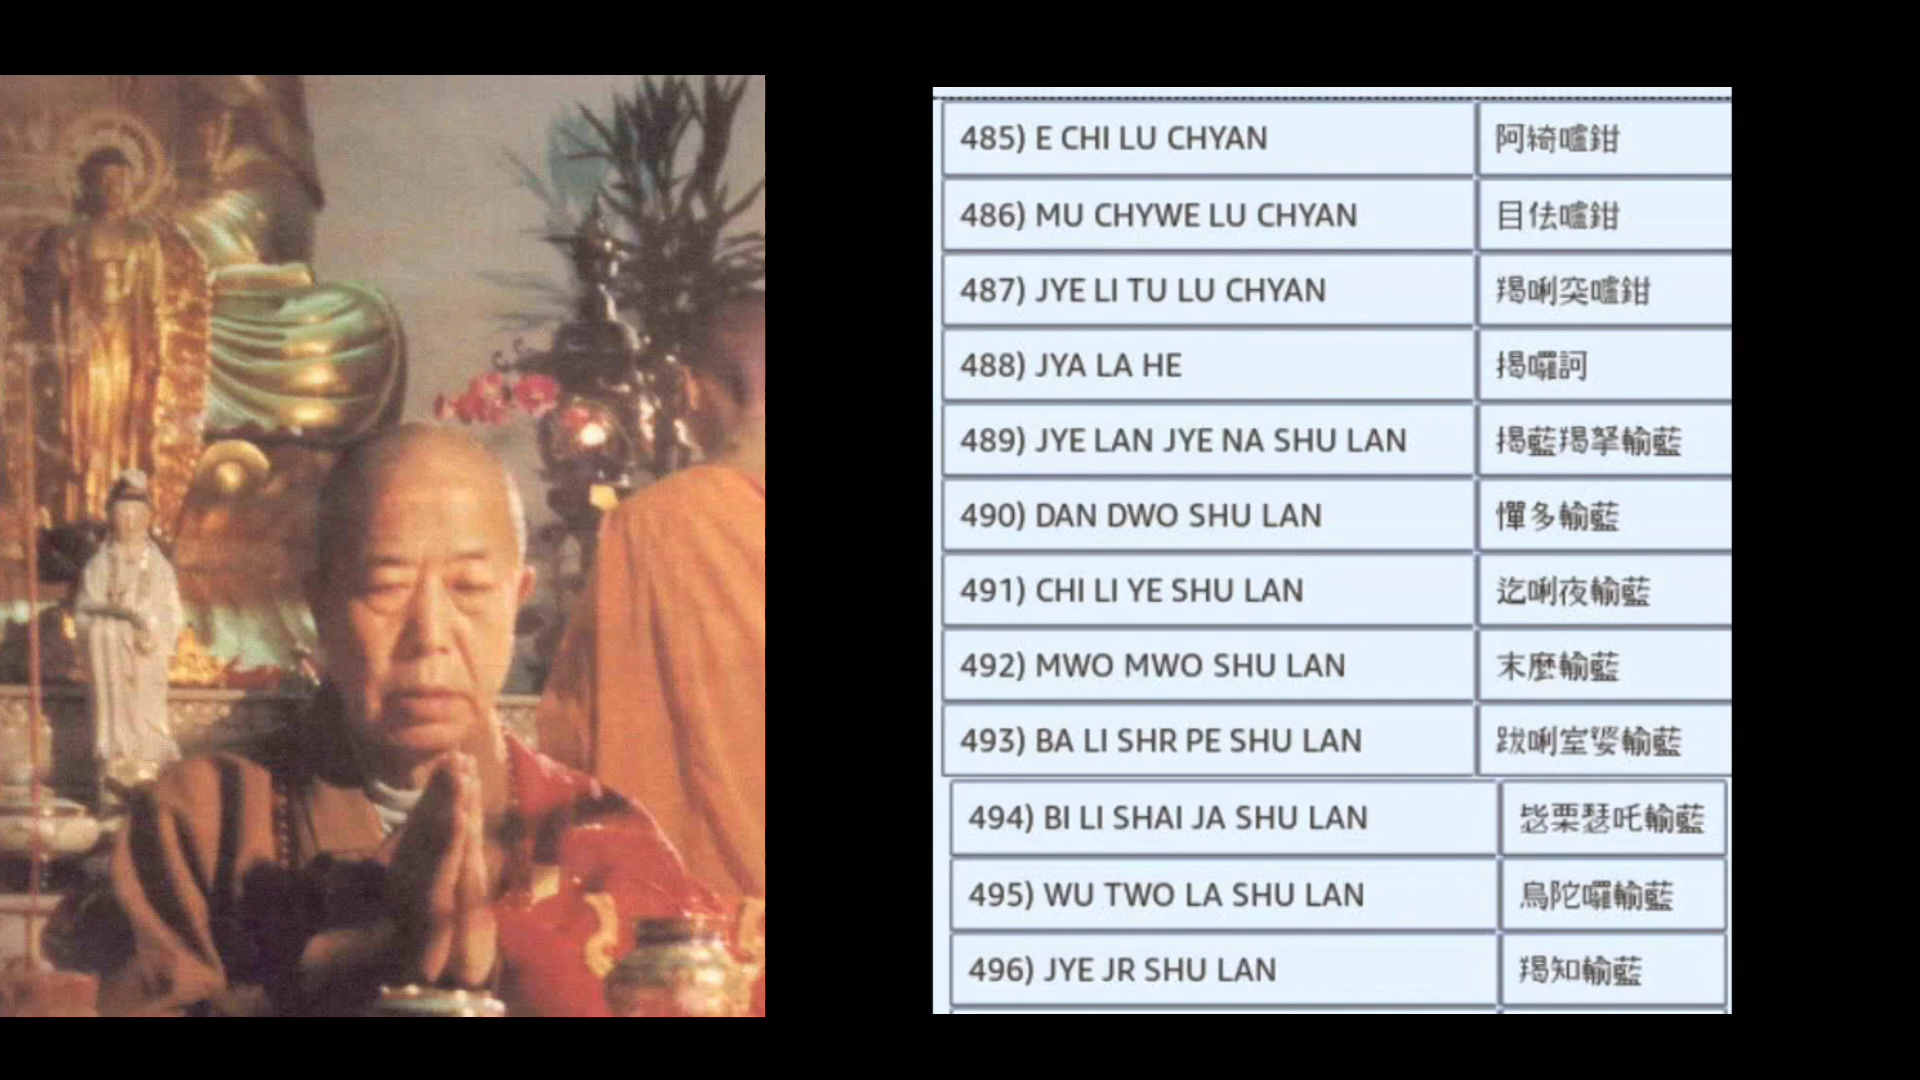 485) E CHI LU CHYAN 阿綺嚧鉗
486) MU CHYWE LU CHYAN 目佉嚧鉗
487) JYE LI TU LU CHYAN 羯唎突嚧鉗
488) JYA LA HE 揭囉訶
489) JYE LAN JYE NA SHU LAN 揭藍羯拏輸藍
490) DAN DWO SHU LAN 憚多輸藍
491) CHI LI YE SHU LAN 迄唎夜輸藍
492) MWO MWO SHU LAN 末麼輸藍
493) BA LI SHR PE SHU LAN 跋唎室婆輸藍
494) BI LI SHAI JA SHU LAN 毖栗瑟吒輸藍
495) WU TWO LA SHU LAN 烏陀囉輸藍
496) JYE JR SHU LAN 羯知輸藍